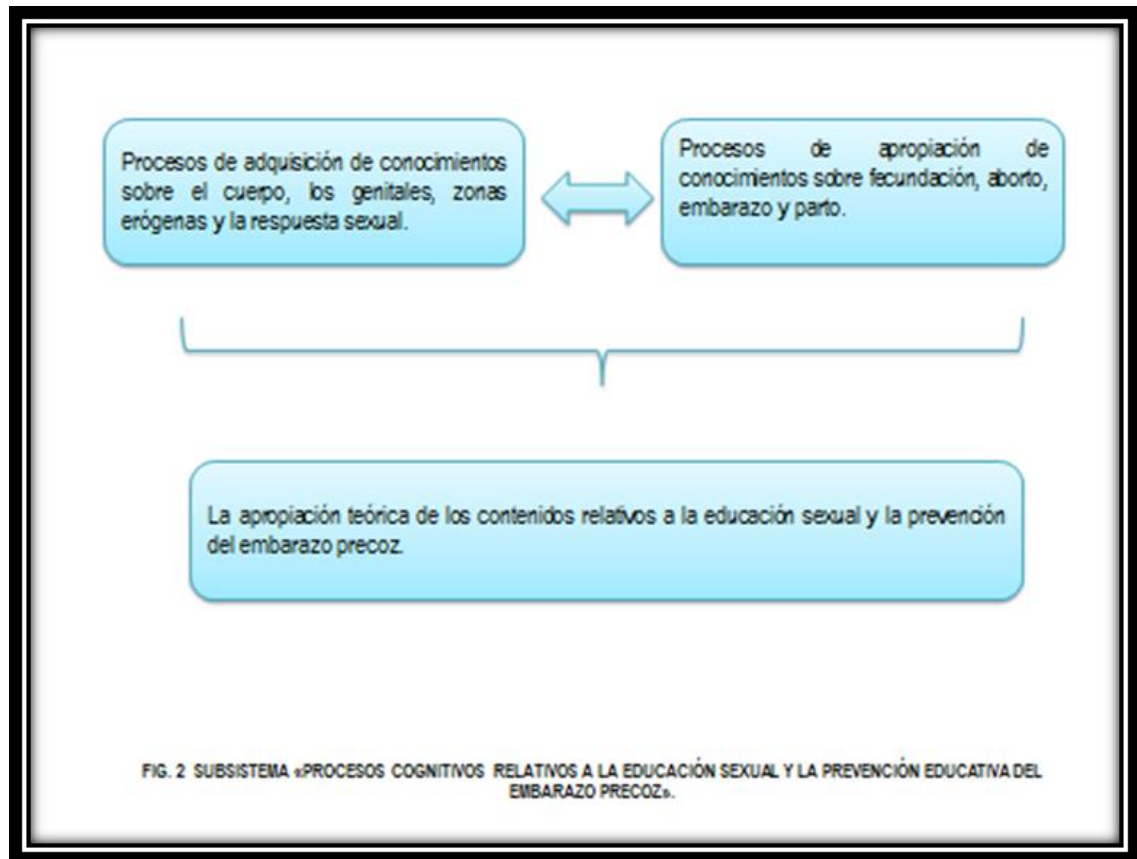 Procesos de adquisición de conocimientos
sobre el cuerpo, los genitales, zonas
erógenas y la respuesta sexual.
Procesos de apropiación de
conocimientos sobre fecundación, aborto,
embarazo y parto.
La apropiación teórica de los contenidos relativos a la educación sexual y la prevención
del embarazo precoz.
FIG. 2 SUBSISTEMA «PROCESOS COGNITIVOS RELATIVOS A LA EDUCACIÓN SEXUAL Y LA PREVENCIÓN EDUCATIVA DEL
EMBARAZO PRECOZ».